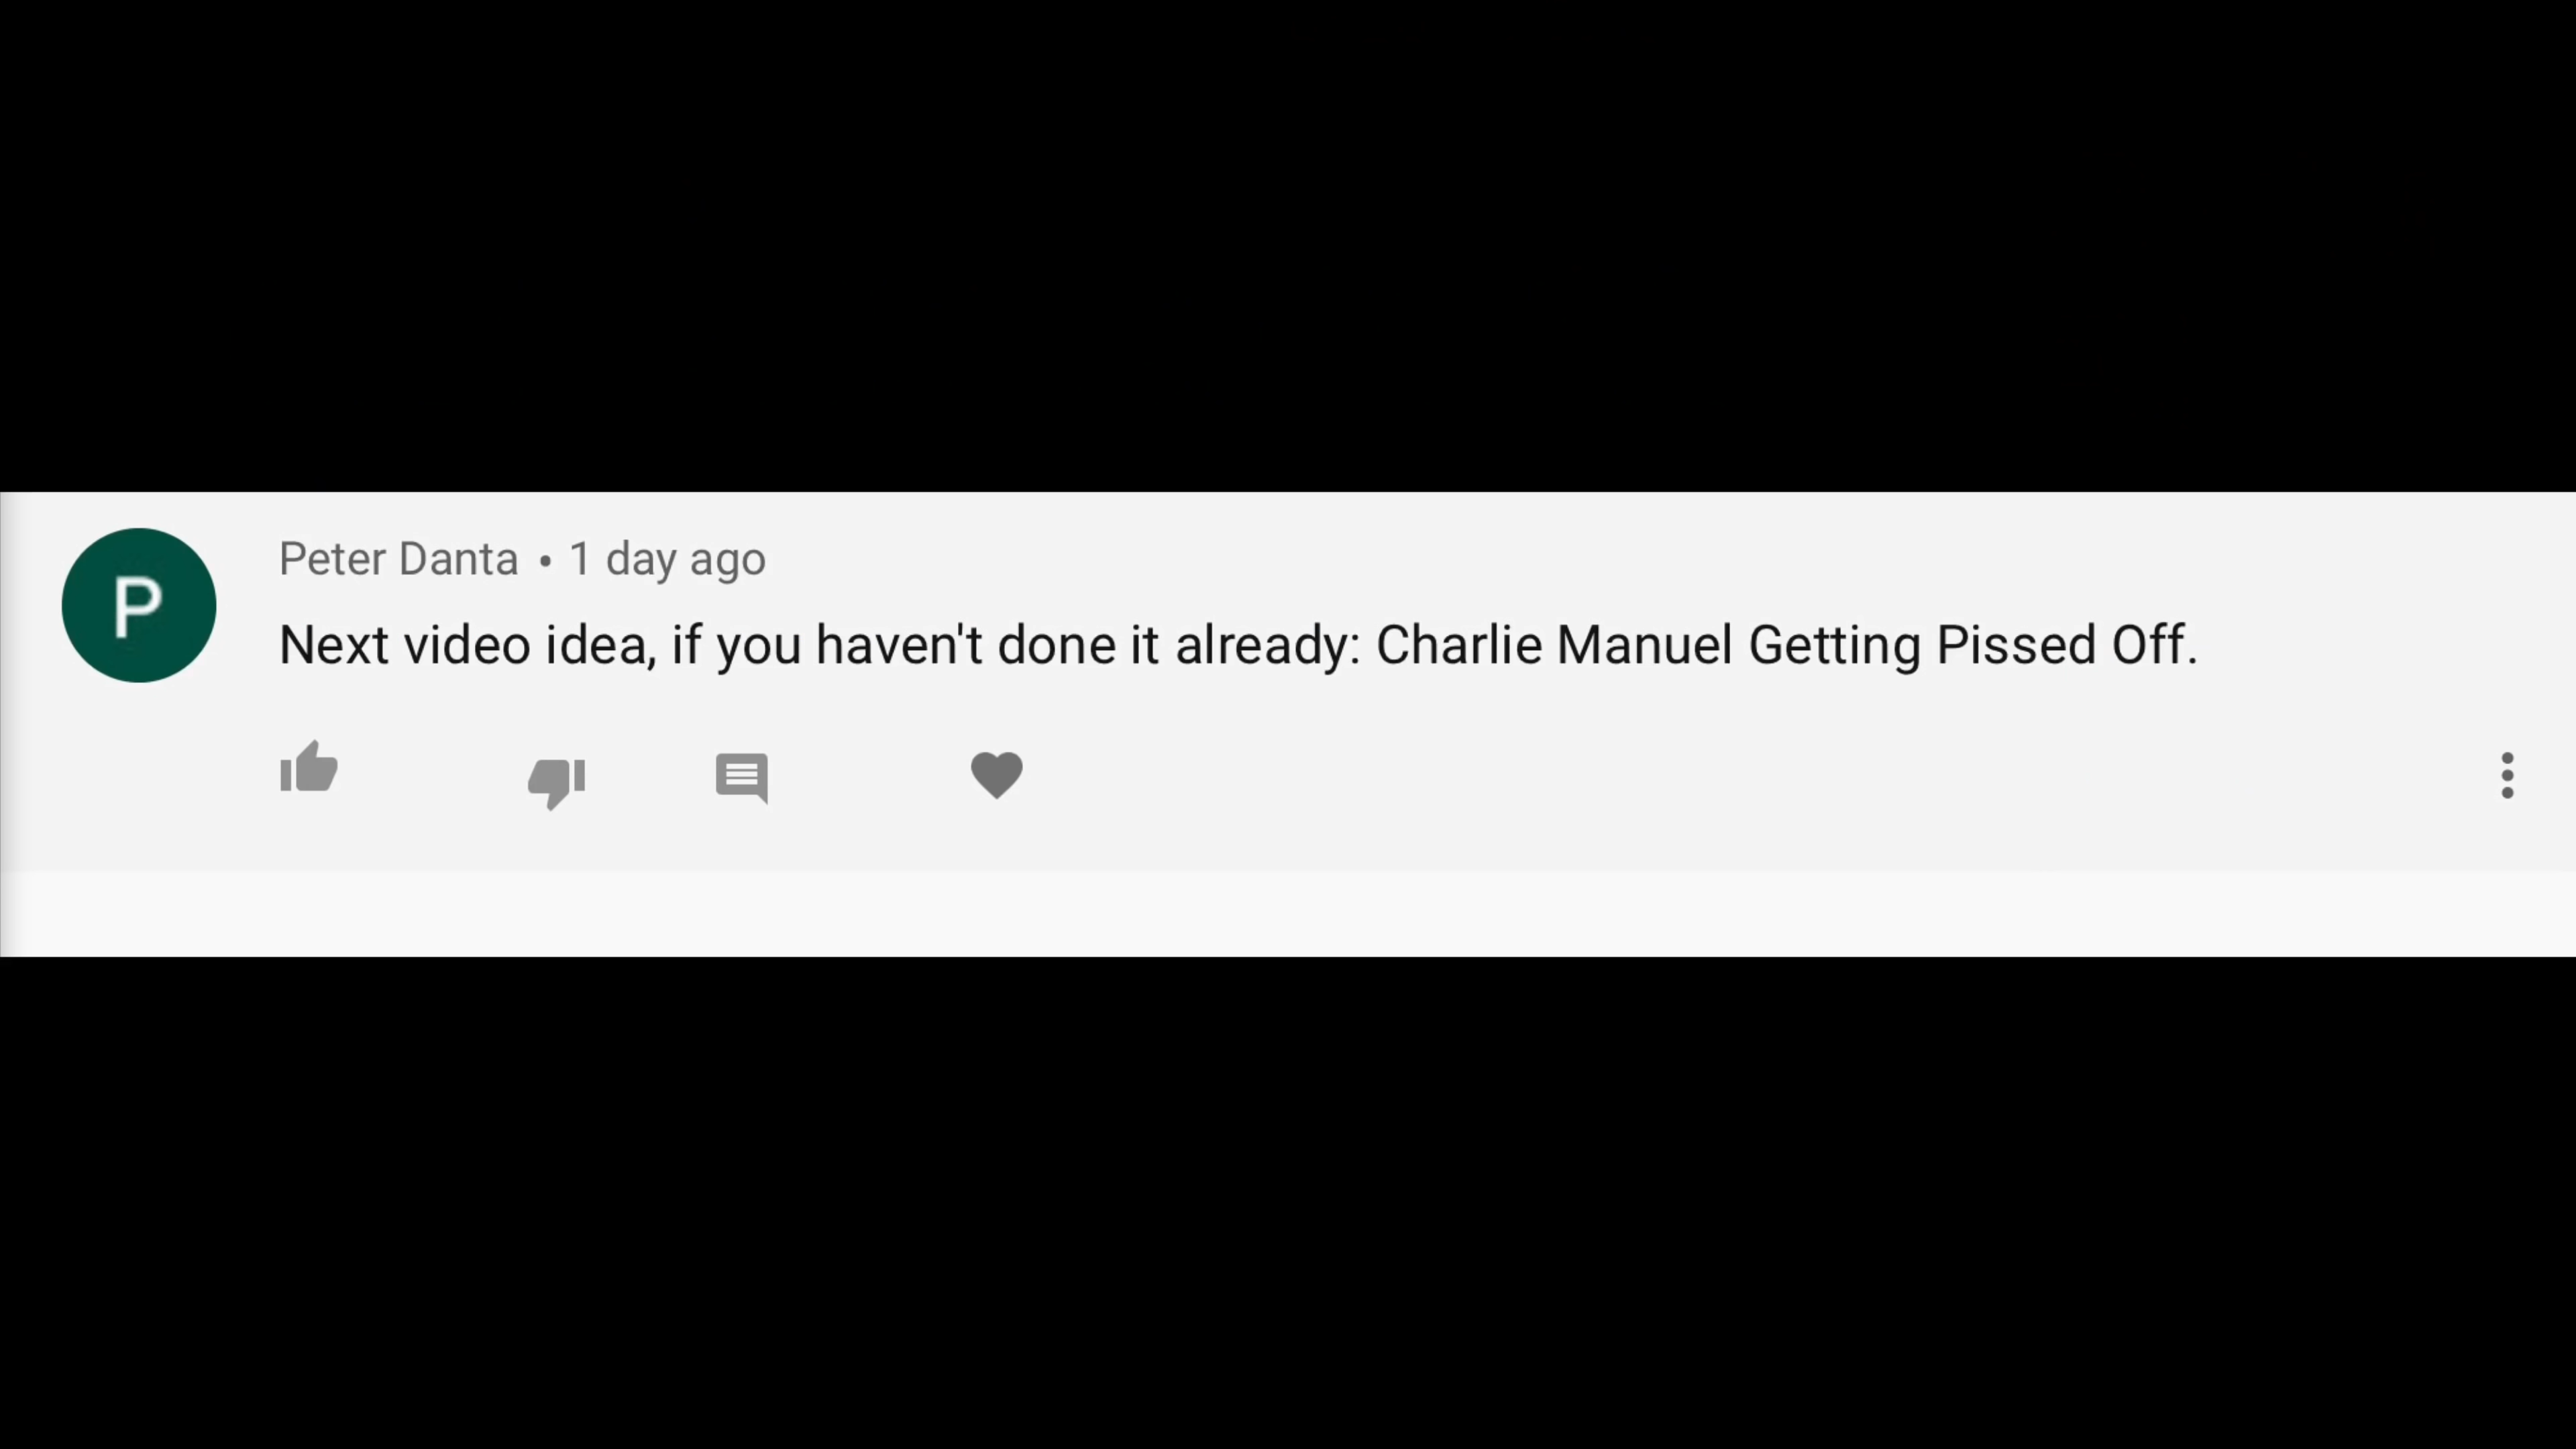 P
Peter Danta • 1 day ago
Next video idea, if you haven't done it already: Charlie Manuel Getting Pissed Off.